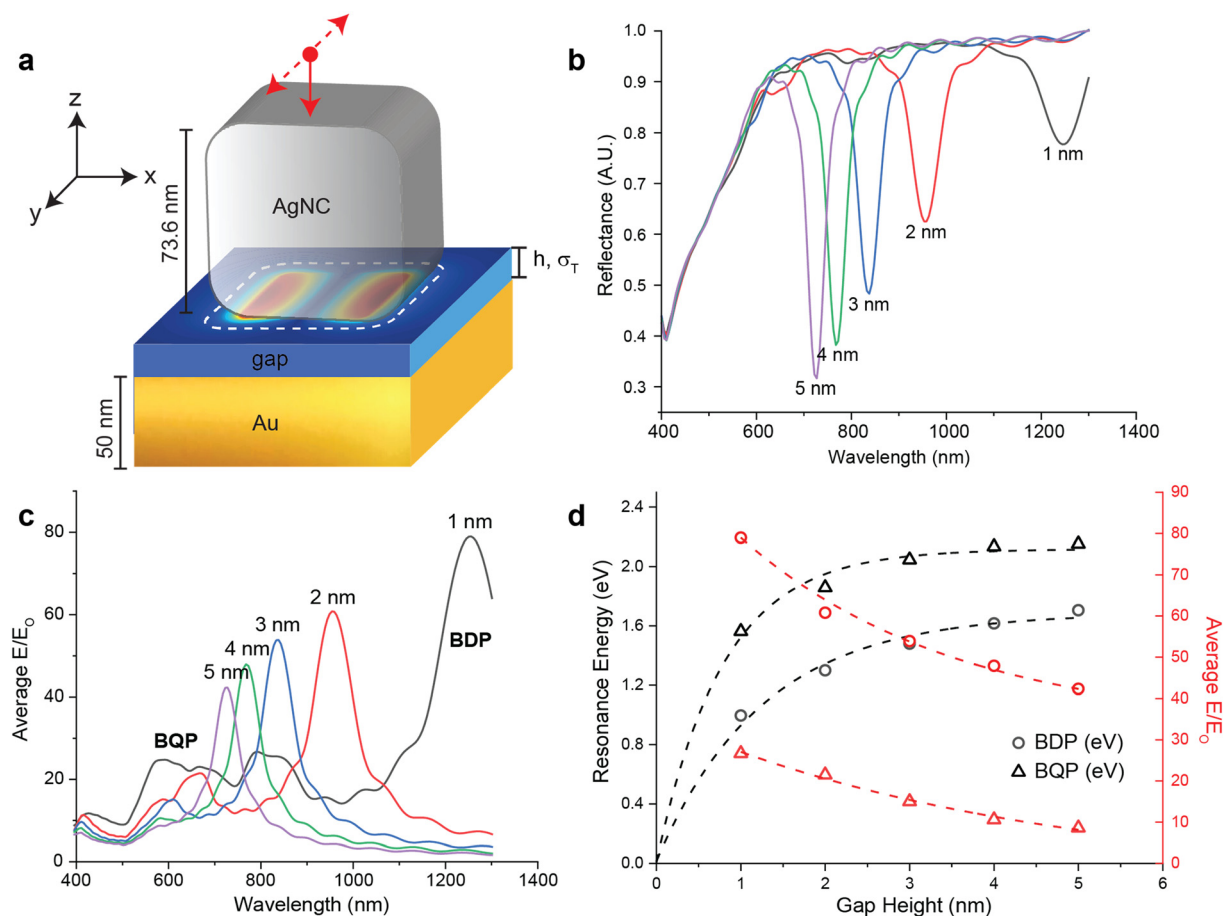 a
z
x
y
73.6 nm
AgNC
h, σT
gap
50 nm
Au
b
Reflectance (A.U.)
1.0
0.9
0.8
0.7
0.6
0.5
0.4
0.3
1 nm
2 nm
3 nm
4 nm
5 nm
400 600 800 1000 1200 1400
Wavelength (nm)
c
Average E/EO
80
60
40
20
0
1 nm
2 nm
3 nm
4 nm
5 nm
BDP
BQP
400 600 800 1000 1200 1400
Wavelength (nm)
d
Resonance Energy (eV)
2.4
2.0
1.6
1.2
0.8
0.4
0.0
BDP (eV)
BQP (eV)
90
80
70
60
50
40
30
20
10
0
Average E/EO
0 1 2 3 4 5 6
Gap Height (nm)